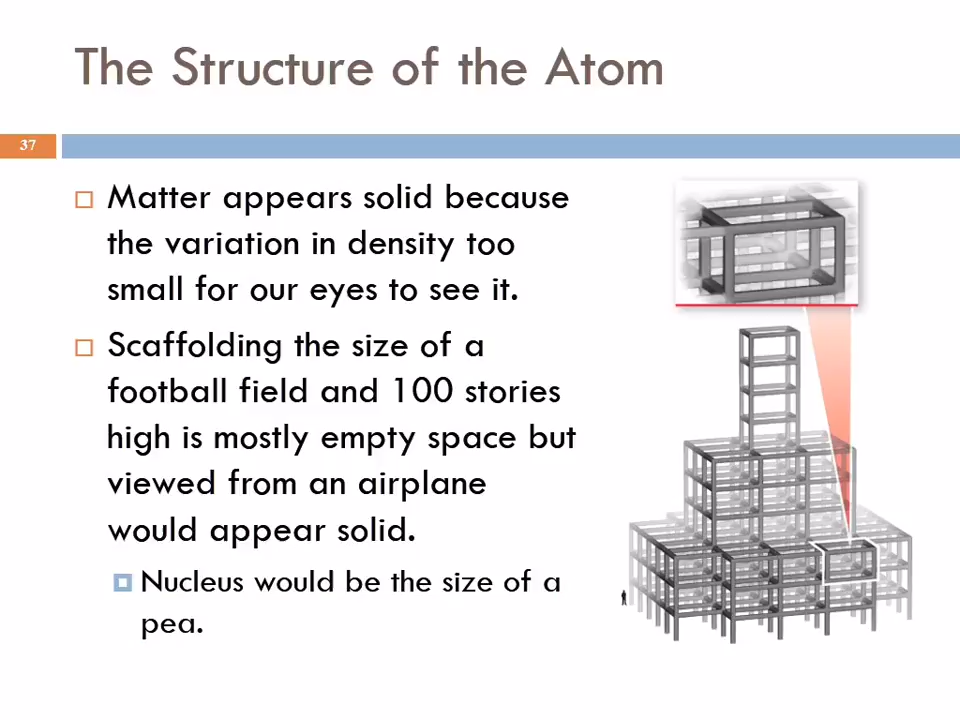 The Structure of the Atom
37
Matter appears solid because
the variation in density too
small for our eyes to see it.
Scaffolding the size of a
football field and 100 stories
high is mostly empty space but
viewed from an airplane
would appear solid.
Nucleus would be the size of a
pea.